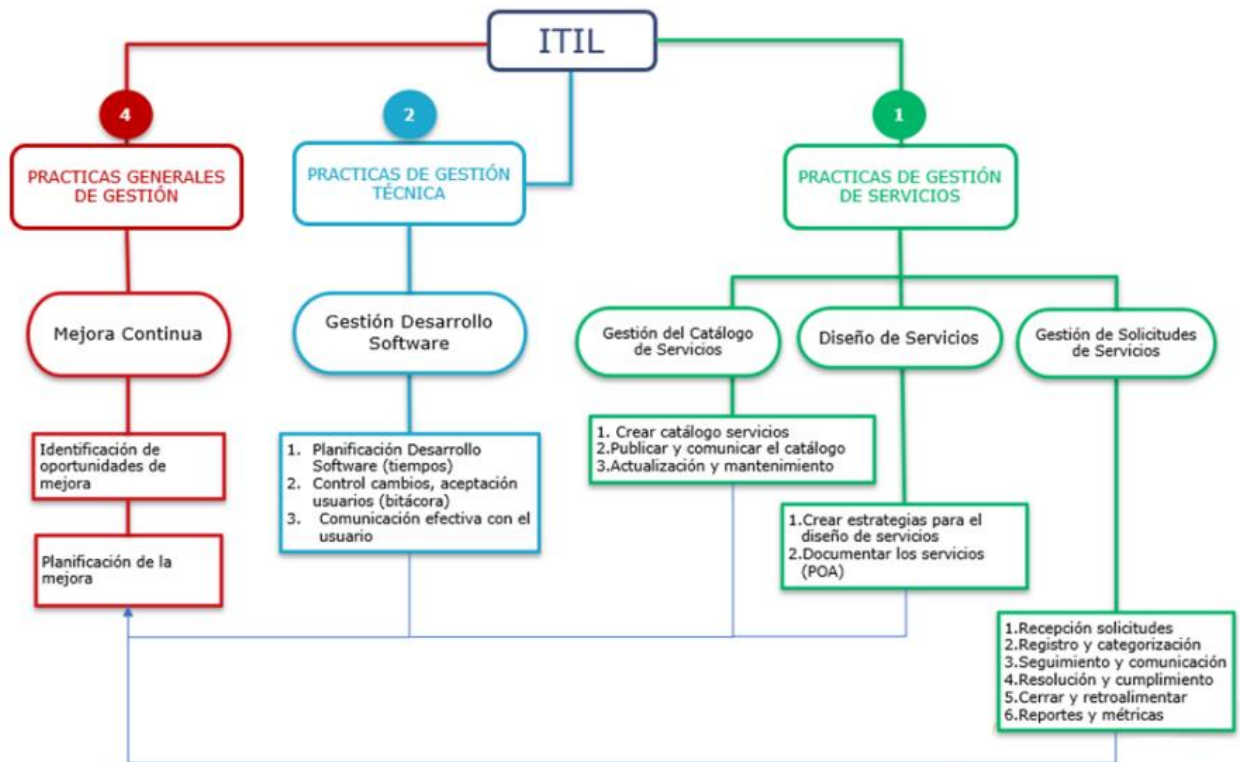 ITIL
4
2
1
PRACTICAS GENERALES
DE GESTIÓN
PRACTICAS DE GESTIÓN
TÉCNICA
PRACTICAS DE GESTIÓN
DE SERVICIOS
Mejora Continua
Gestión Desarrollo
Software
Gestión del Catálogo
de Servicios
Diseño de Servicios
Gestión de Solicitudes
de Servicios
Identificación de
oportunidades de
mejora
Planificación de la
mejora
1. Planificación Desarrollo
Software (tiempos)
2. Control cambios, aceptación
usuarios (bitácora)
3. Comunicación efectiva con el
usuario
1. Crear catálogo servicios
2.Publicar y comunicar el catálogo
3.Actualización y mantenimiento
1.Crear estrategias para el
diseño de servicios
2.Documentar los servicios
(POA)
1.Recepción solicitudes
2.Registro y categorización
3.Seguimiento y comunicación
4.Resolución y cumplimiento
5.Cerrar y retroalimentar
6.Reportes y métricas